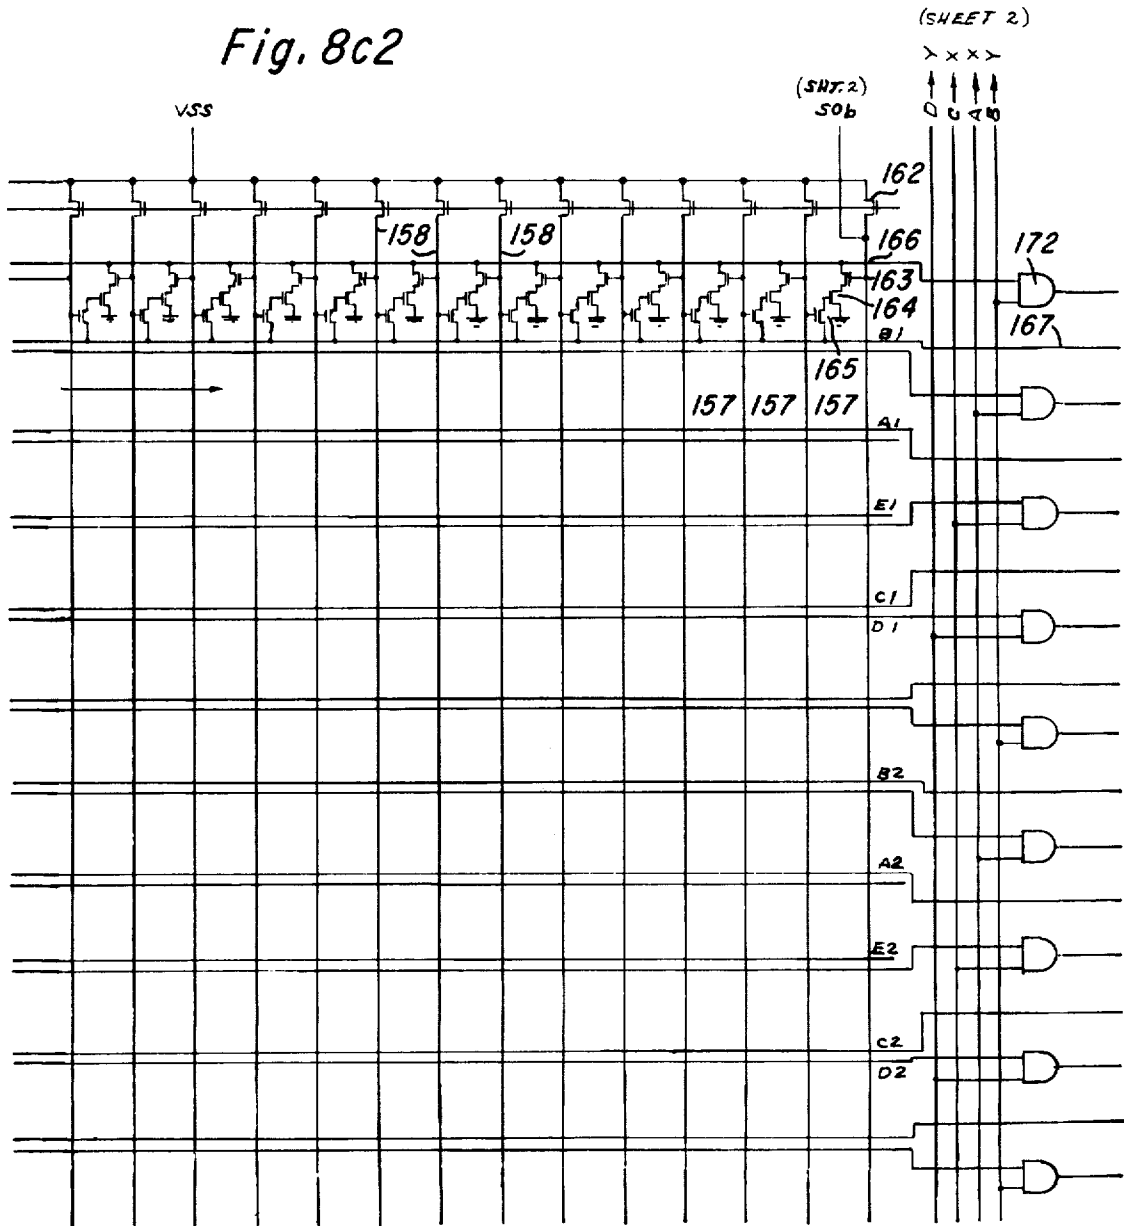 Fig. 8c2
(SHEET 2)
Y X X Y
D C A B
(SHT. 2)
SOb
VSS
162
158 158
166
172
163
164
B1
167
165
157 157 157
A1
E1
C1
D1
B2
A2
E2
C2
D2